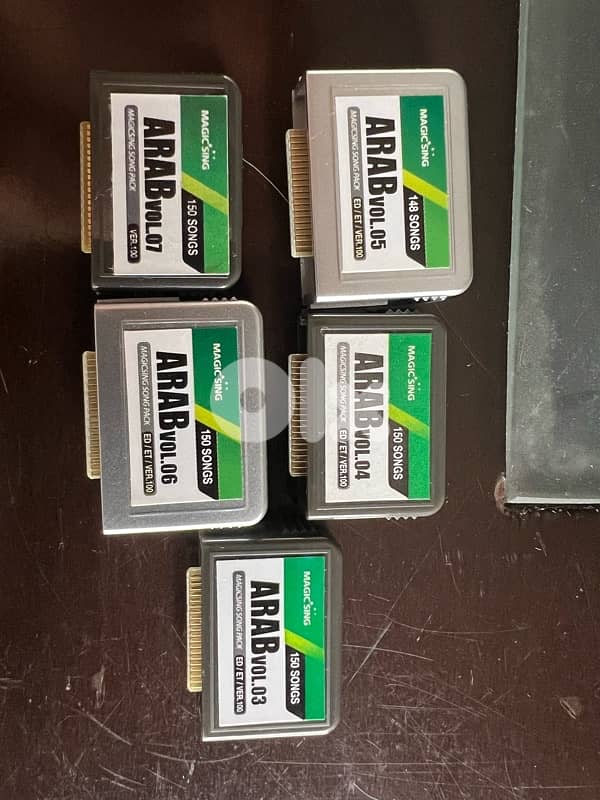 MAGIC SING
150 SONGS
ARAB VOL.07
MAGICSING SONG PACK
VER.100
MAGIC SING
148 SONGS
ARAB VOL.05
MAGICSING SONG PACK
ED / ET / VER.100
MAGIC SING
150 SONGS
ARAB VOL.06
MAGICSING SONG PACK
ED / ET / VER.100
MAGIC SING
150 SONGS
ARAB VOL.04
MAGICSING SONG PACK
ED / ET / VER.100
MAGIC SING
150 SONGS
ARAB VOL.03
MAGICSING SONG PACK
ED / ET / VER.100